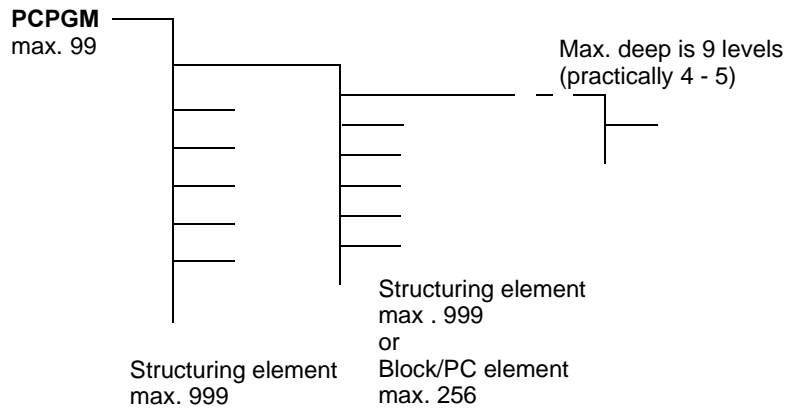 PCPGM
max. 99
Max. deep is 9 levels
(practically 4 - 5)
Structuring element
max . 999
or
Block/PC element
max. 256
Structuring element
max. 999